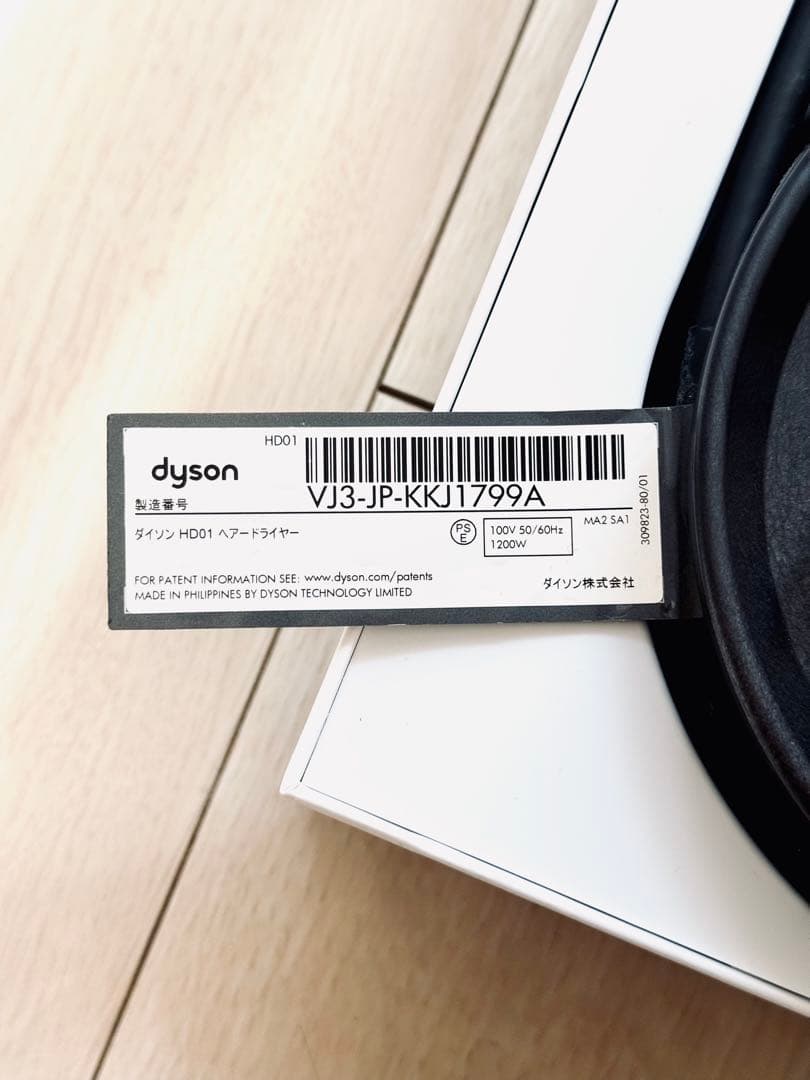 HD01
dyson
製造番号 VJ3-JP-KKJ1799A
ダイソン HD01 ヘアードライヤー
PS
E
100V 50/60Hz
1200W
MA2 SA1
309823-80/01
FOR PATENT INFORMATION SEE: www.dyson.com/patents
MADE IN PHILIPPINES BY DYSON TECHNOLOGY LIMITED
ダイソン株式会社